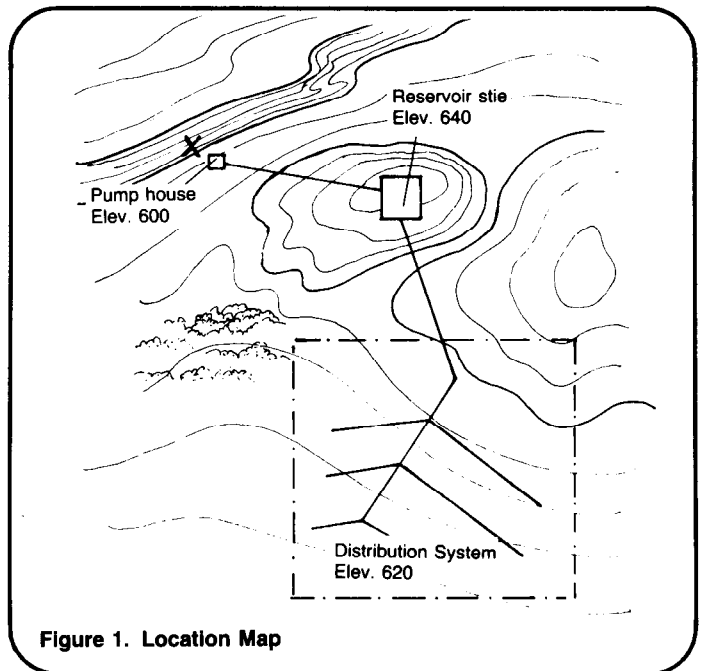 Reservoir stie
Elev. 640
Pump house
Elev. 600
Distribution System
Elev. 620
Figure 1. Location Map